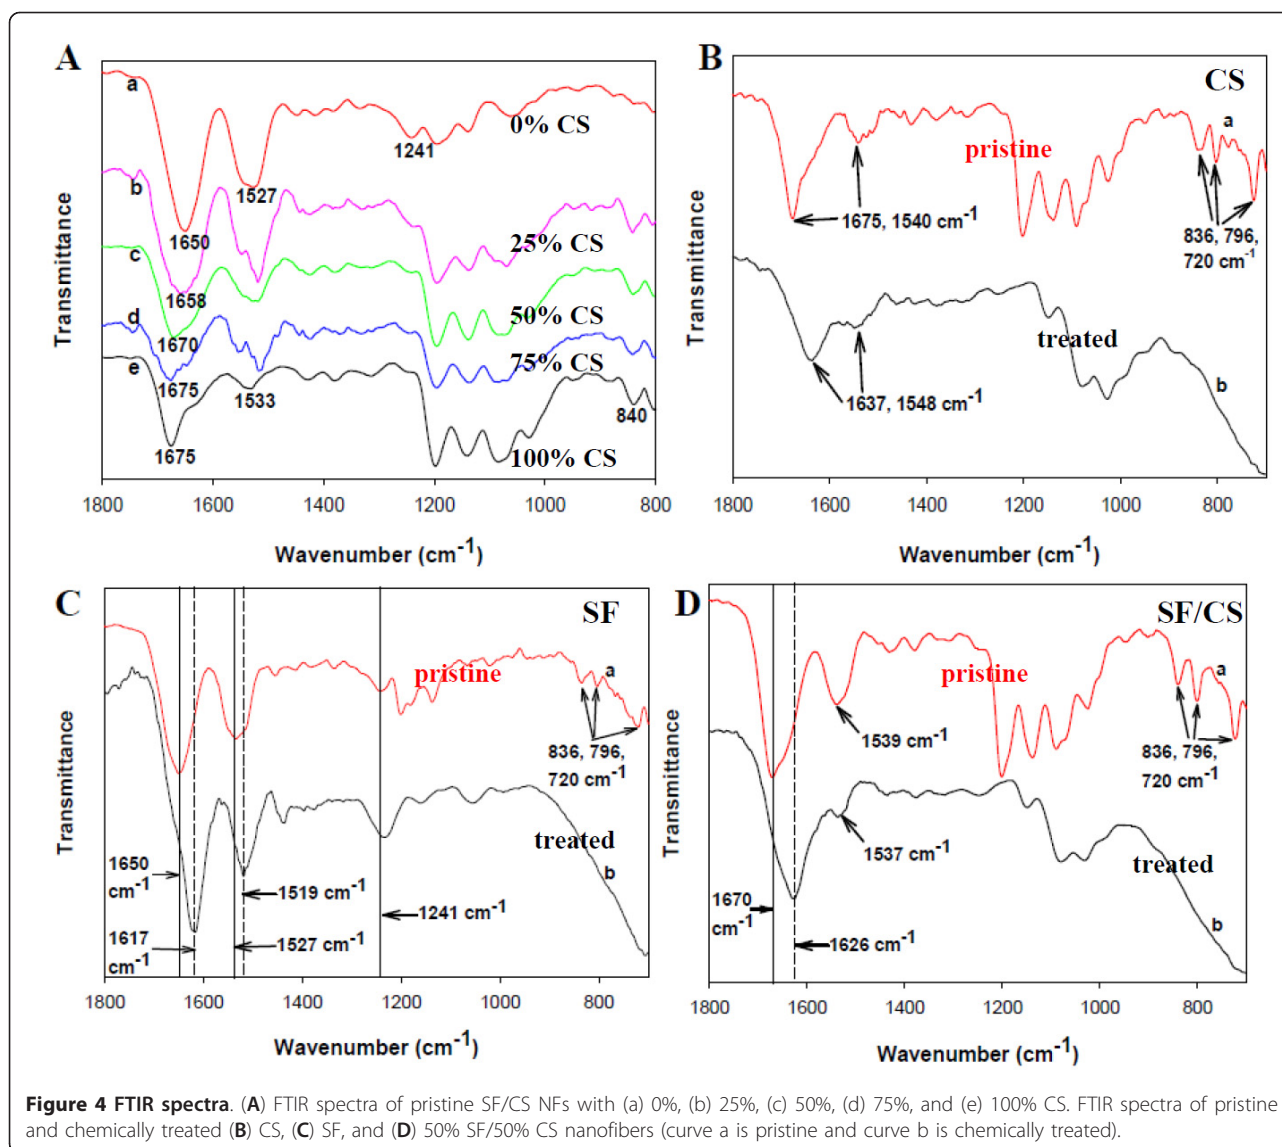 A
a
0% CS
1241
1527
b
1650
25% CS
c
1658
50% CS
d
1670
75% CS
e
1675
1533
840
1675
100% CS
Transmittance
1800 1600 1400 1200 1000 800
Wavenumber (cm-1)
B
CS
a
pristine
1675, 1540 cm-1
836, 796,
720 cm-1
treated
1637, 1548 cm-1
b
Transmittance
1800 1600 1400 1200 1000 800
Wavenumber (cm-1)
C
SF
pristine
a
836, 796,
720 cm-1
treated
b
1650
cm-1
1519 cm-1
1241 cm-1
1617
cm-1
1527 cm-1
Transmittance
1800 1600 1400 1200 1000 800
Wavenumber (cm-1)
D
SF/CS
pristine
a
1539 cm-1
836, 796,
720 cm-1
1537 cm-1
treated
1670
cm-1
1626 cm-1
b
Transmittance
1800 1600 1400 1200 1000 800
Wavenumber (cm-1)
Figure 4 FTIR spectra. (A) FTIR spectra of pristine SF/CS NFs with (a) 0%, (b) 25%, (c) 50%, (d) 75%, and (e) 100% CS. FTIR spectra of pristine
and chemically treated (B) CS, (C) SF, and (D) 50% SF/50% CS nanofibers (curve a is pristine and curve b is chemically treated).